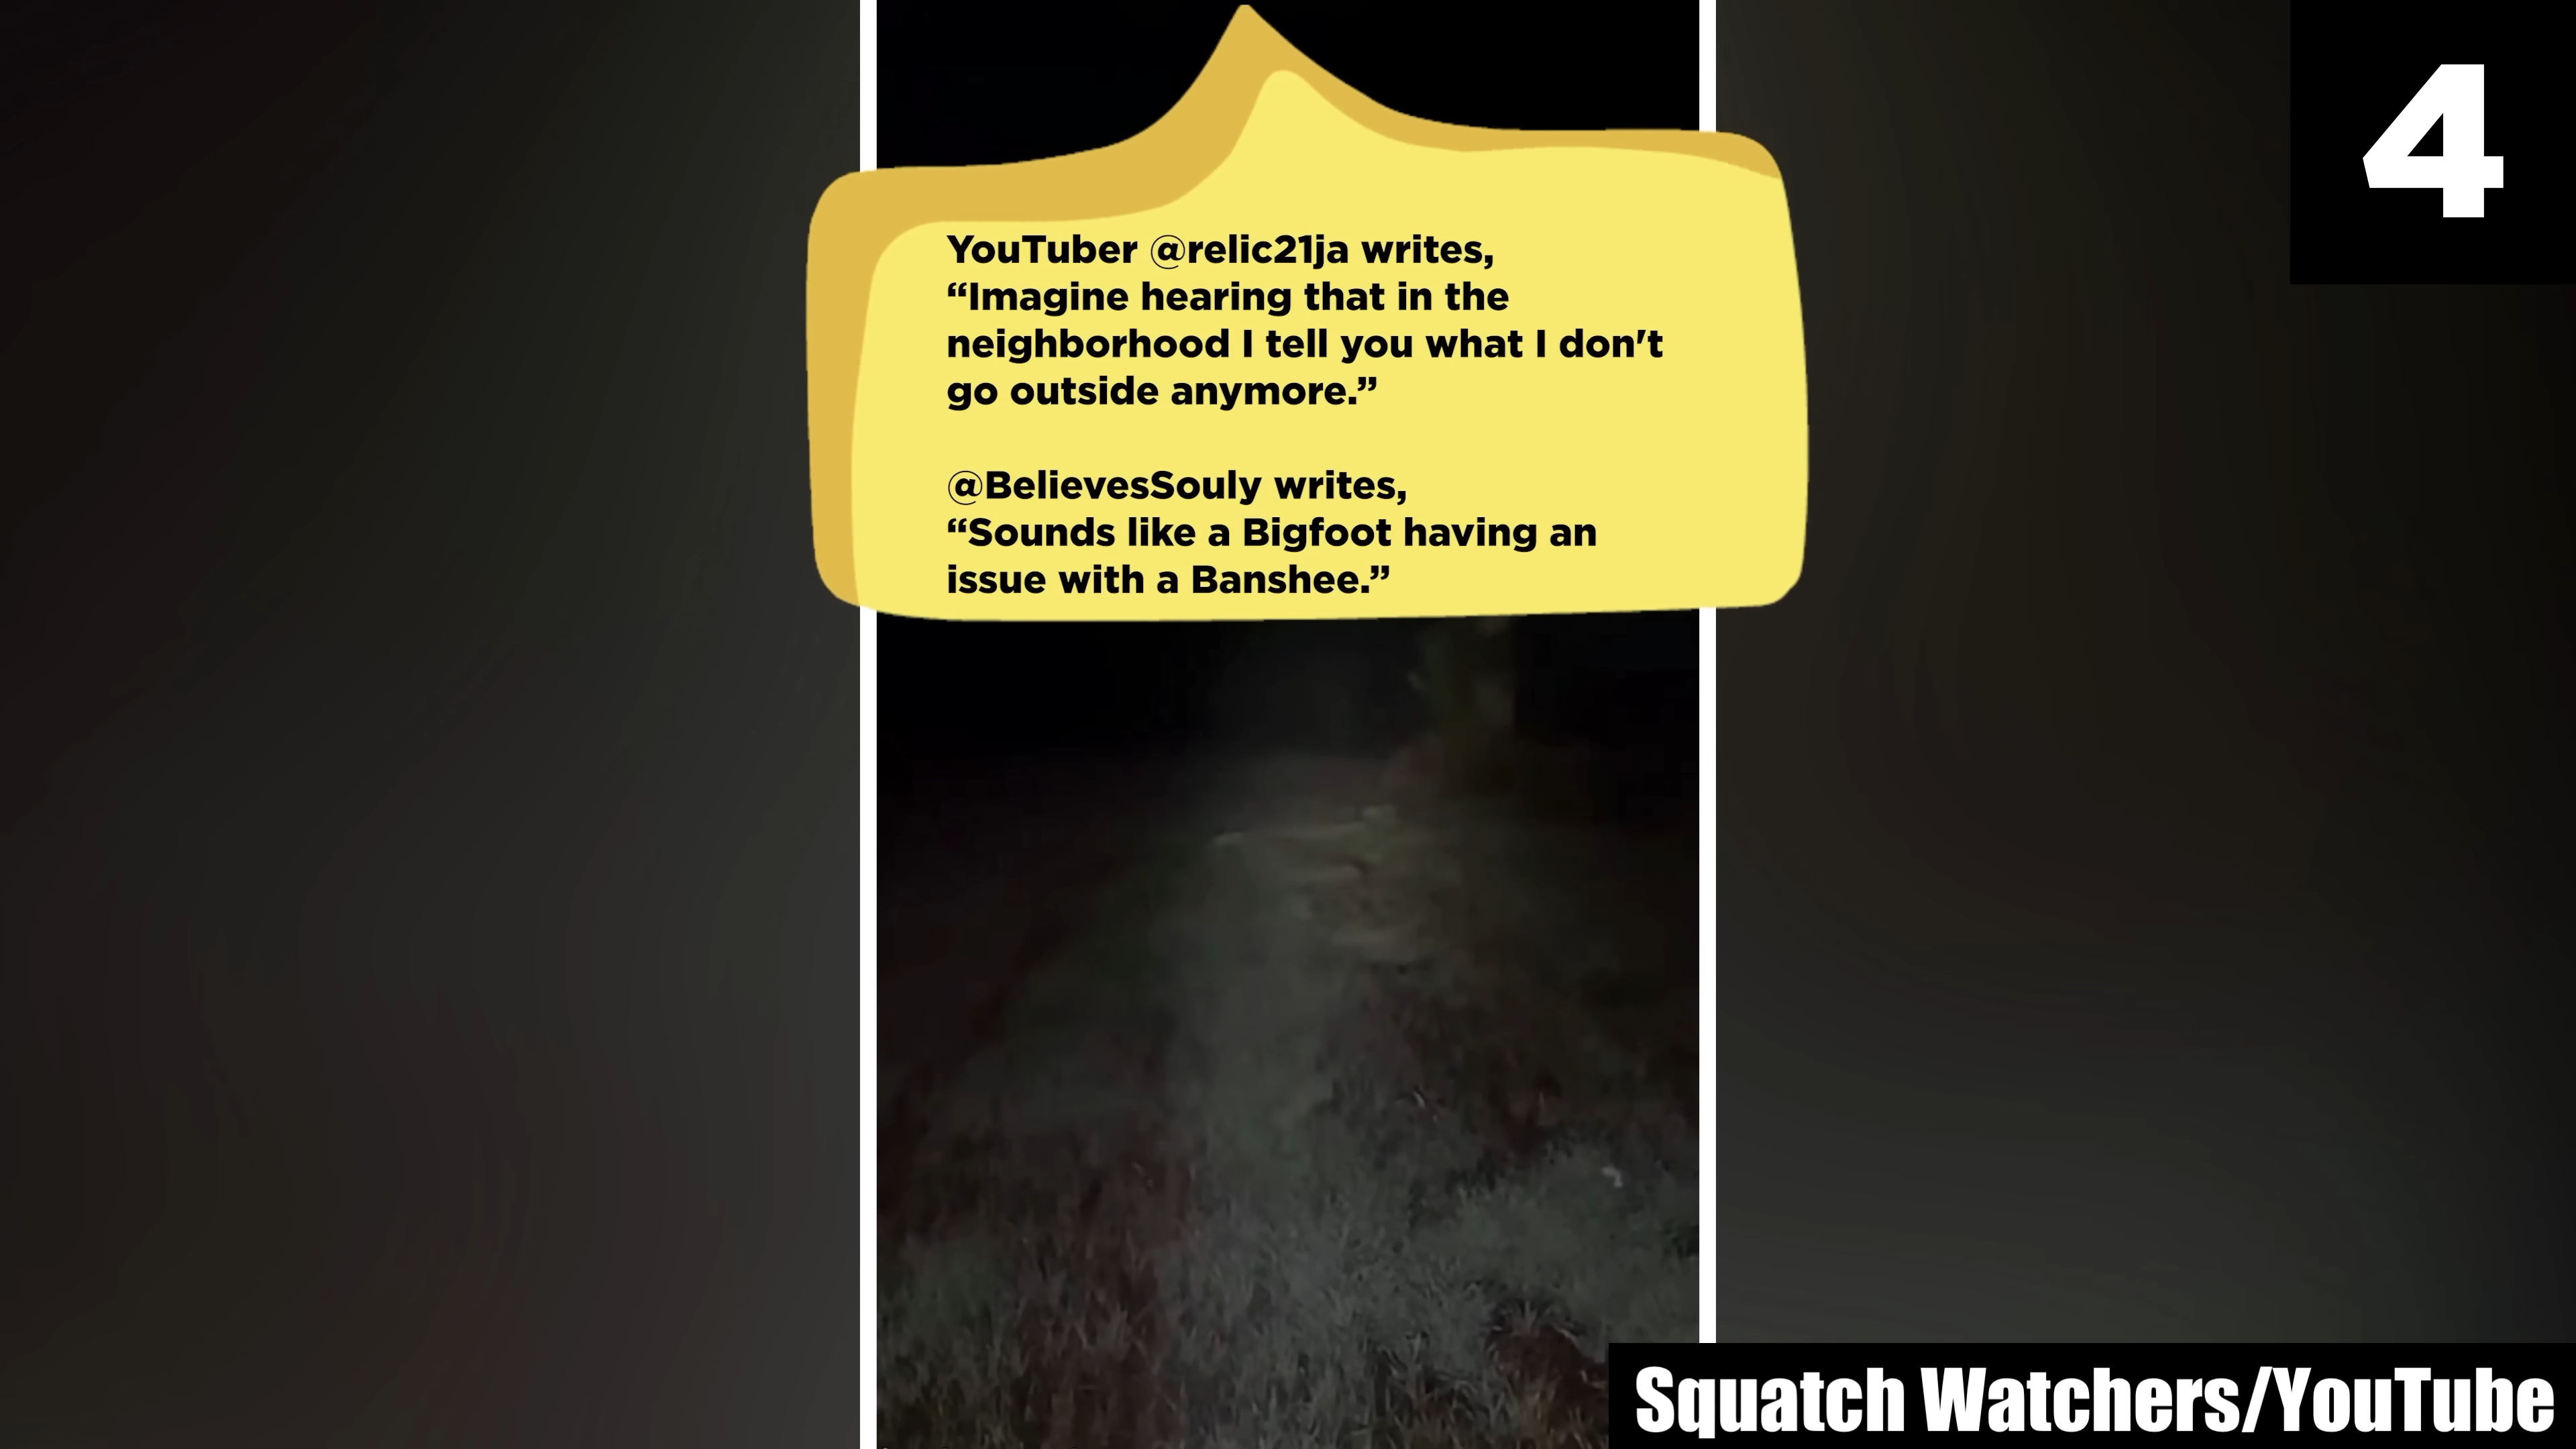 4
YouTuber @relic21ja writes,
“Imagine hearing that in the
neighborhood I tell you what I don't
go outside anymore.”
@BelievesSouly writes,
“Sounds like a Bigfoot having an
issue with a Banshee.”
Squatch Watchers/YouTube